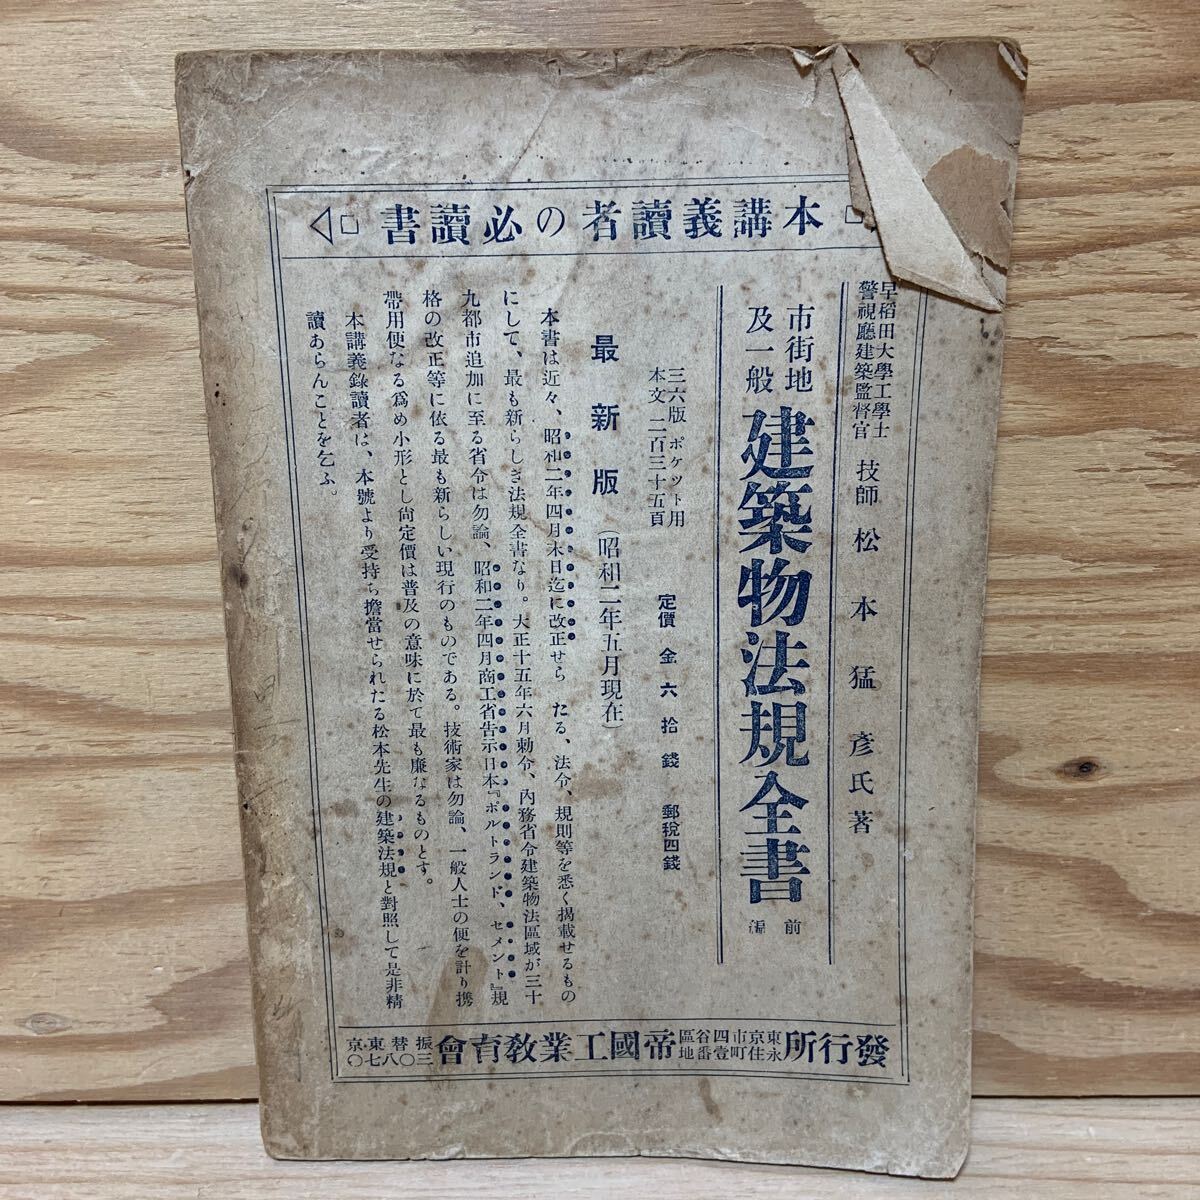 本講義讀者の必讀書
早稻田大學工學士
警視廳建築監督官
技師 松本猛彦氏著
市街地
及一般
建築物法規全書
前編
三六版 ポケツト用
本文 二百三十五頁
定價 金六拾錢 郵稅四錢
最新版(昭和二年五月現在)
本書は近々、昭和二年四月末日迄に改正せら たる、法令、規則等を悉く揭載せるもの
にして、最も新らしき法規全書なり。大正十五年六月勅令、內務省令建築物法區域が三十
九都市追加に至る省令は勿論、昭和二年四月商工省告示日本『ポルトランド、セメント』規
格の改正等に依る最も新らしい現行のものである。技術家は勿論、一般人士の便を計り携
帶用便なる爲め小形とし尙定價は普及の意味に於て最も廉なるものとす。
本講義錄讀者は、本號より受持ち擔當せられたる松本先生の建築法規と對照して是非精
讀あらんことを乞ふ。
發行所
東京市四谷區
永住町壹番地
帝國工業教育會
振替東京
三〇八七〇